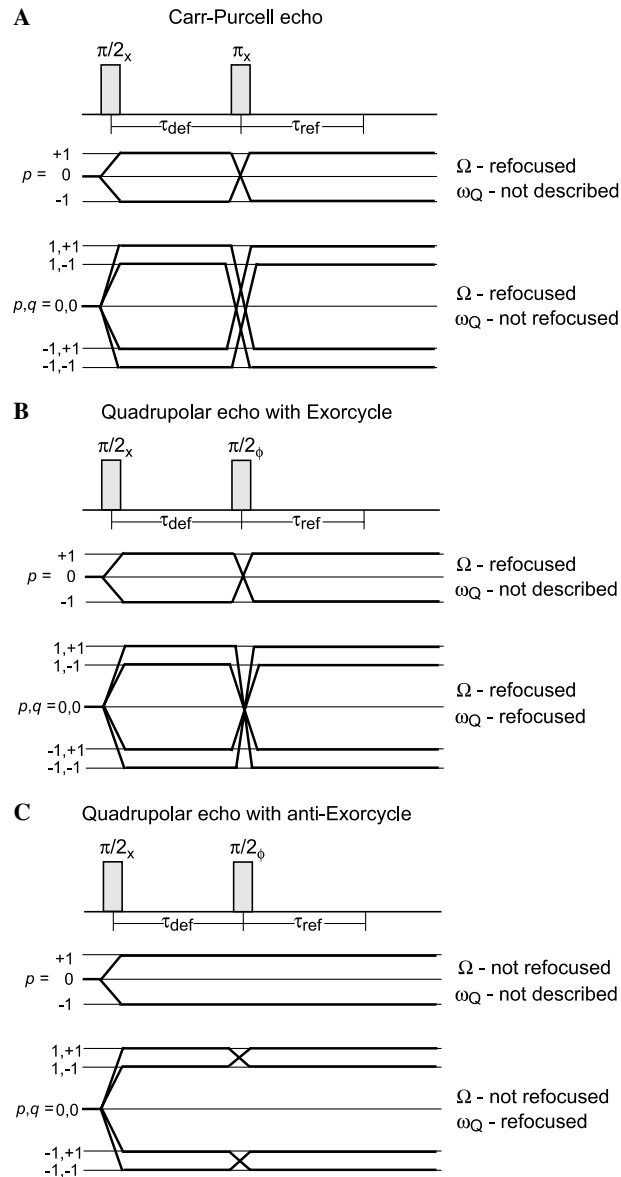 A
Carr-Purcell echo
π/2x πx
τdef τref
+1
p = 0
-1
Ω - refocused
ωQ - not described
1,+1
1,-1
p,q = 0,0
-1,+1
-1,-1
Ω - refocused
ωQ - not refocused
B
Quadrupolar echo with Exorcycle
π/2x π/2ϕ
τdef τref
+1
p = 0
-1
Ω - refocused
ωQ - not described
1,+1
1,-1
p,q = 0,0
-1,+1
-1,-1
Ω - refocused
ωQ - refocused
C
Quadrupolar echo with anti-Exorcycle
π/2x π/2ϕ
τdef τref
+1
p = 0
-1
Ω - not refocused
ωQ - not described
1,+1
1,-1
p,q = 0,0
-1,+1
-1,-1
Ω - not refocused
ωQ - refocused